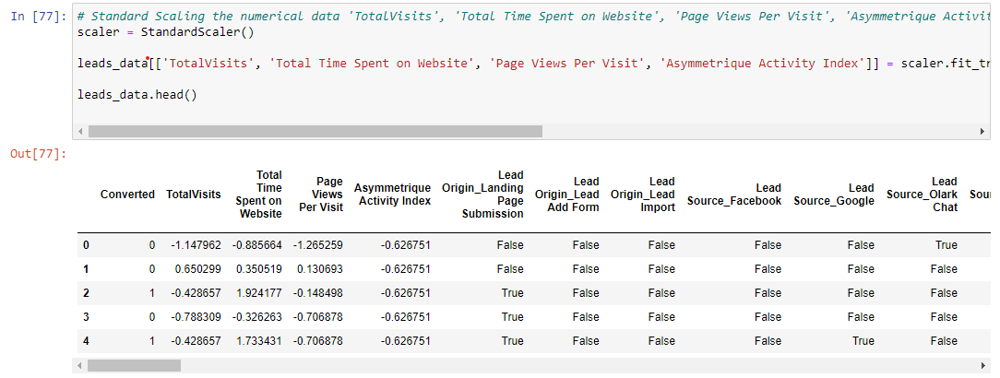 In [77]: # Standard Scaling the numerical data 'TotalVisits', 'Total Time Spent on Website', 'Page Views Per Visit', 'Asymmetrique Activit
scaler = StandardScaler()
leads_data[['TotalVisits', 'Total Time Spent on Website', 'Page Views Per Visit', 'Asymmetrique Activity Index']] = scaler.fit_tr
leads_data.head()
Out[77]:
Converted TotalVisits Total Time Spent on Website Page Views Per Visit Asymmetrique Activity Index Lead Origin_Landing Page Submission Lead Origin_Lead Add Form Lead Origin_Lead Import Lead Source_Facebook Lead Source_Google Lead Source_Olark Chat Sou
0 0 -1.147962 -0.885664 -1.265259 -0.626751 False False False False False True
1 0 0.650299 0.350519 0.130693 -0.626751 False False False False False False
2 1 -0.428657 1.924177 -0.148498 -0.626751 True False False False False False
3 0 -0.788309 -0.326263 -0.706878 -0.626751 True False False False False False
4 1 -0.428657 1.733431 -0.706878 -0.626751 True False False False True False